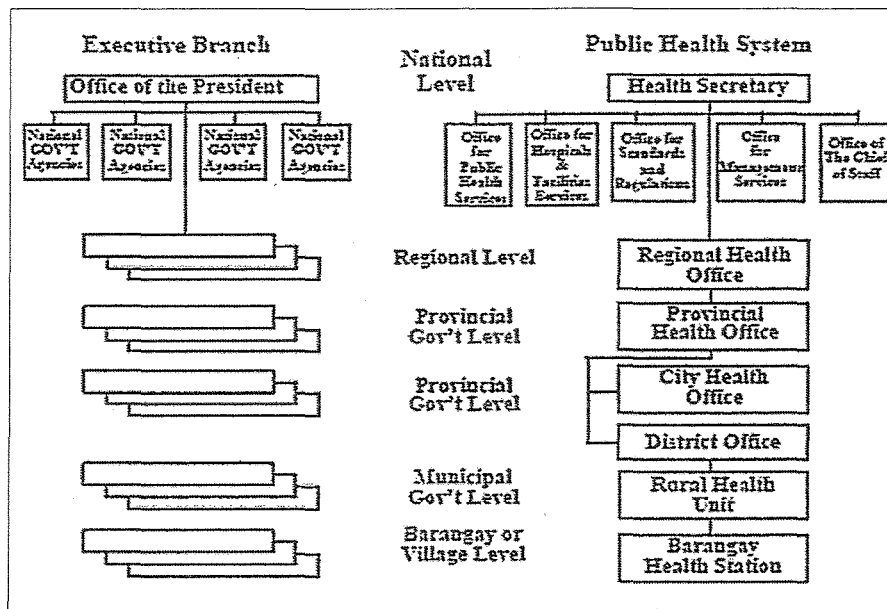 Executive Branch
National
Level
Public Health System
Office of the President
Health Secretary
National
GOV'T
Agencies
National
GOV'T
Agencies
National
GOV'T
Agencies
National
GOV'T
Agencies
Office
for
Public
Health
Services
Office for
Hospitals
&
Facilities
Services
Office for
Standards
and
Regulations
Office
for
Management
Services
Office of
The Chief
of Staff
Regional Level
Regional Health
Office
Provincial
Gov't Level
Provincial
Health Office
Provincial
Gov't Level
City Health
Office
District Office
Municipal
Gov't Level
Rural Health
Unit
Barangay or
Village Level
Barangay
Health Station